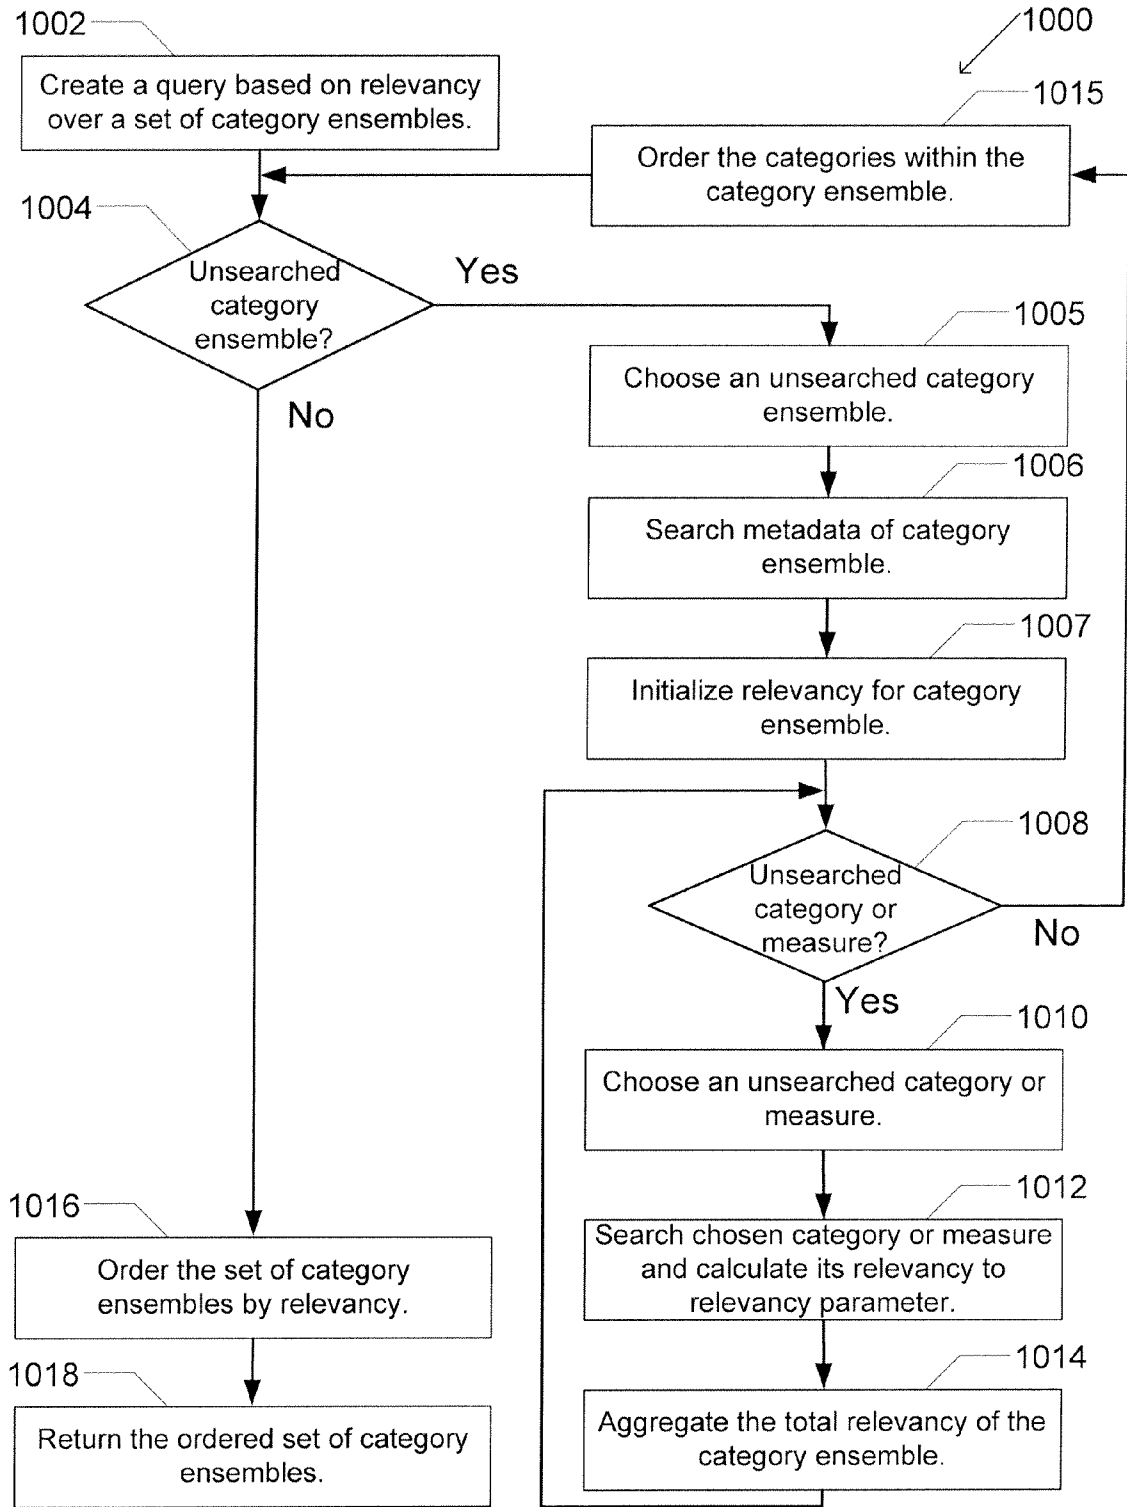 1002
1000
Create a query based on relevancy
over a set of category ensembles.
1015
Order the categories within the
category ensemble.
1004
Unsearched
category
ensemble?
Yes
No
1005
Choose an unsearched category
ensemble.
1006
Search metadata of category
ensemble.
1007
Initialize relevancy for category
ensemble.
1008
Unsearched
category or
measure?
No
Yes
1010
Choose an unsearched category or
measure.
1012
Search chosen category or measure
and calculate its relevancy to
relevancy parameter.
1014
Aggregate the total relevancy of the
category ensemble.
1016
Order the set of category
ensembles by relevancy.
1018
Return the ordered set of category
ensembles.